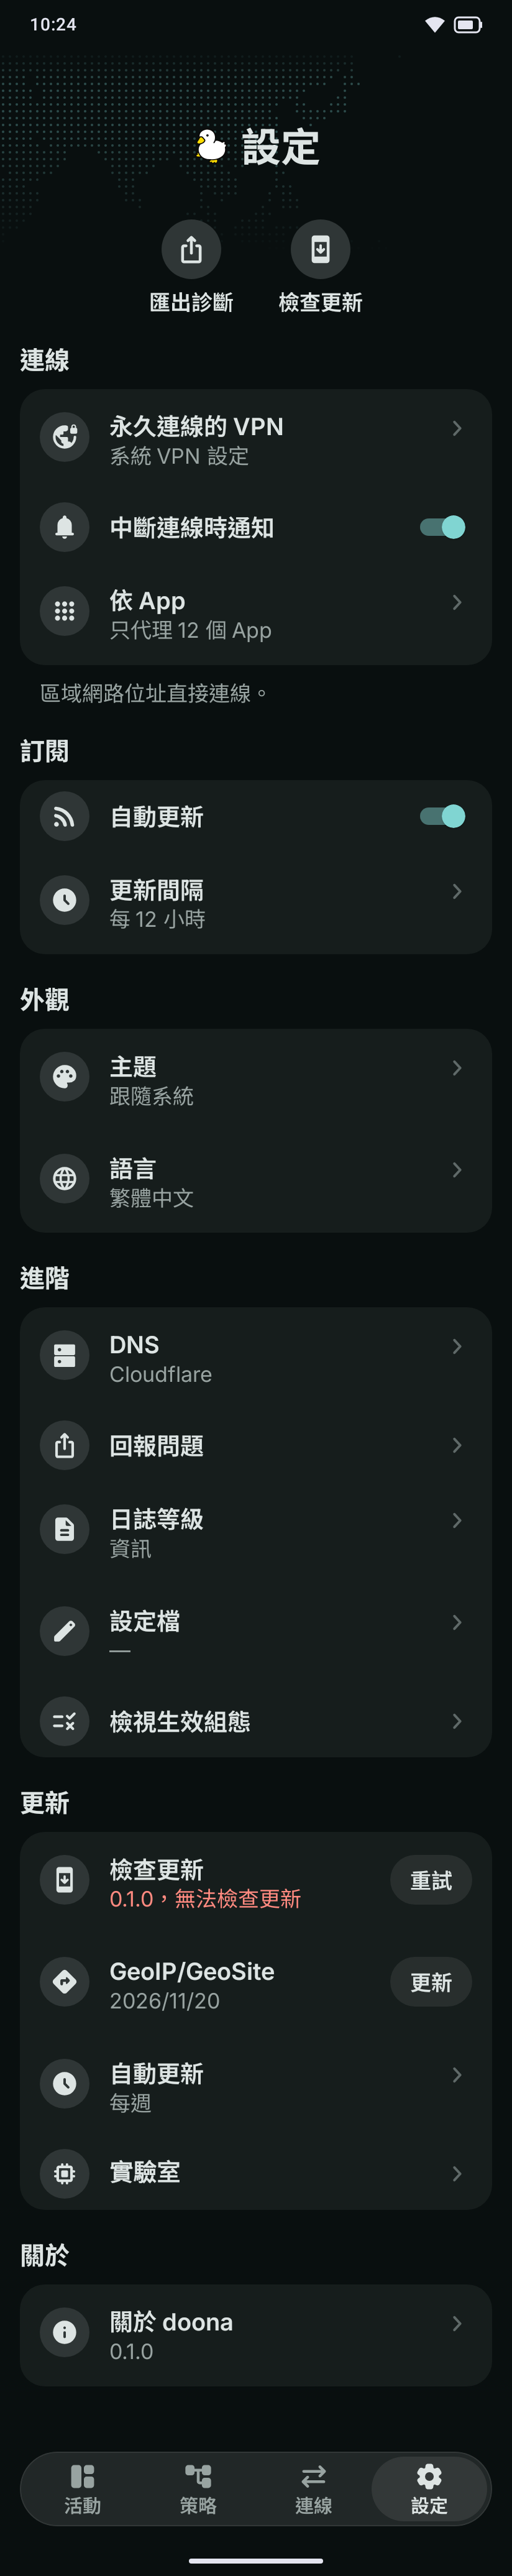 10:24
設定
匯出診斷
檢查更新
連線
永久連線的 VPN
系統 VPN 設定
中斷連線時通知
依 App
只代理 12 個 App
區域網路位址直接連線。
訂閱
自動更新
更新間隔
每 12 小時
外觀
主題
跟隨系統
語言
繁體中文
進階
DNS
Cloudflare
回報問題
日誌等級
資訊
設定檔
—
檢視生效組態
更新
檢查更新
0.1.0，無法檢查更新
重試
GeoIP/GeoSite
2026/11/20
更新
自動更新
每週
實驗室
關於
關於 doona
0.1.0
活動
策略
連線
設定